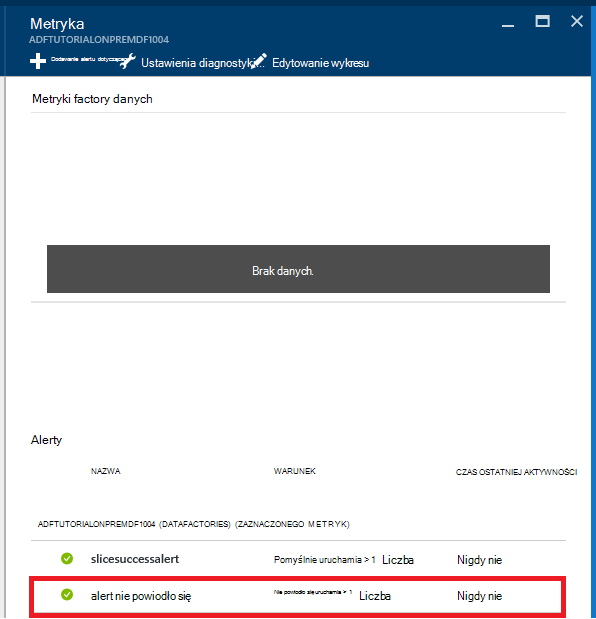 Metryka
ADFTUTORIALONPREMDF1004
Dodawanie alertu dotyczącego Ustawienia diagnostyki... Edytowanie wykresu
Metryki factory danych
Brak danych.
Alerty
NAZWA WARUNEK CZAS OSTATNIEJ AKTYWNOŚCI
ADFTUTORIALONPREMDF1004 (DATAFACTORIES) (ZAZNACZONEGO METRYK)
slicesuccessalert Pomyślnie uruchamia > 1 Liczba Nigdy nie
alert nie powiodło się Nie powiodło się uruchamia > 1 Liczba Nigdy nie